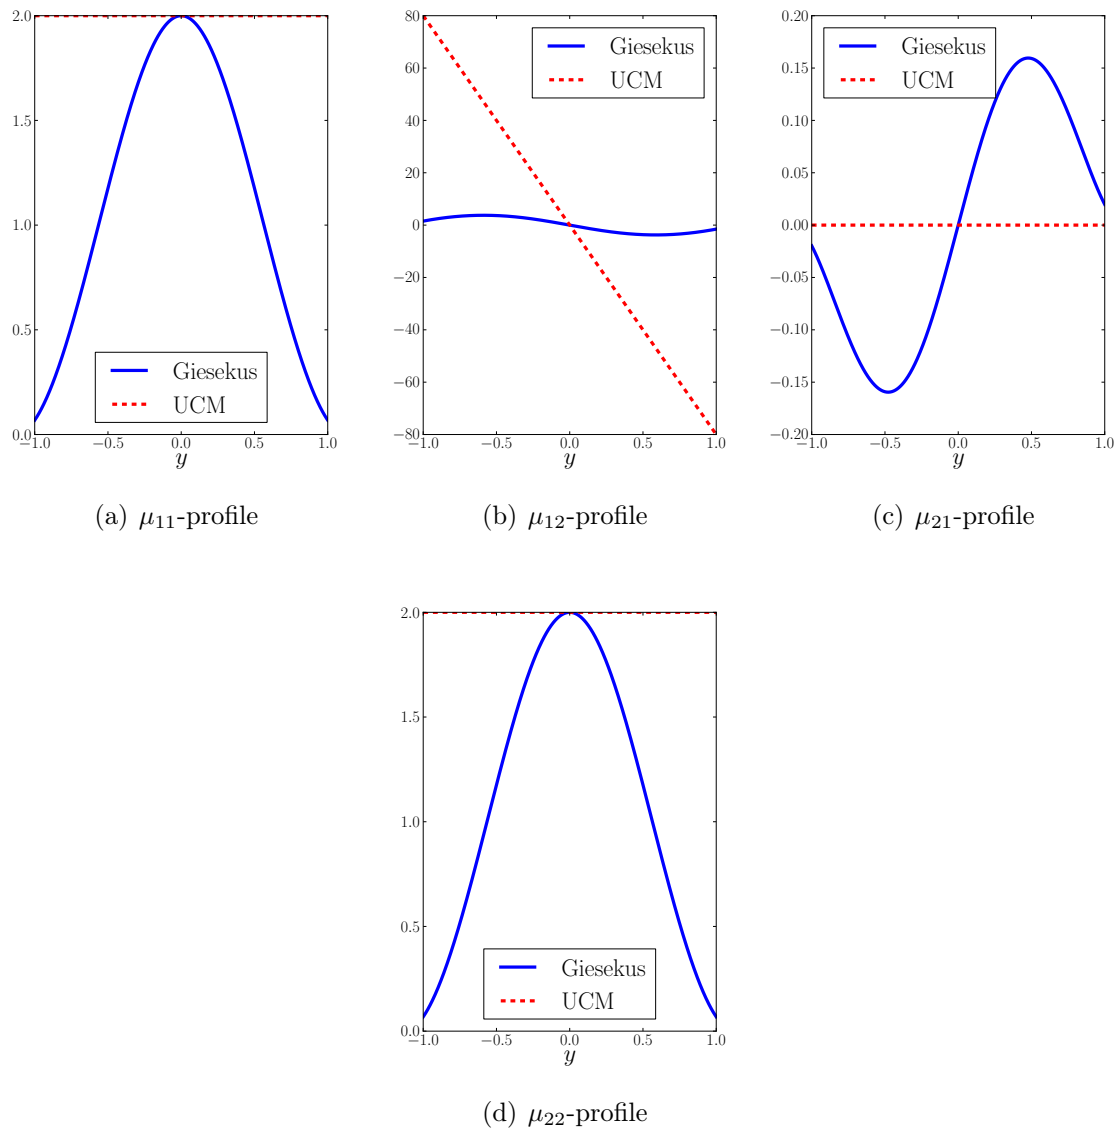 2.0
1.5
1.0
0.5
0.0
Giesekus
UCM
−1.0 −0.5 0.0 0.5 1.0
y
(a) μ11-profile
80
60
40
20
0
−20
−40
−60
−80
Giesekus
UCM
−1.0 −0.5 0.0 0.5 1.0
y
(b) μ12-profile
0.20
0.15
0.10
0.05
0.00
−0.05
−0.10
−0.15
−0.20
Giesekus
UCM
−1.0 −0.5 0.0 0.5 1.0
y
(c) μ21-profile
2.0
1.5
1.0
0.5
0.0
Giesekus
UCM
−1.0 −0.5 0.0 0.5 1.0
y
(d) μ22-profile